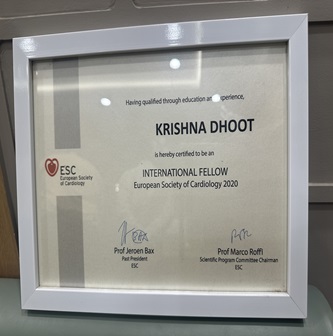 Having qualified through education and experience,
KRISHNA DHOOT
is hereby certified to be an
INTERNATIONAL FELLOW
European Society of Cardiology 2020
ESC
European Society
of Cardiology
Prof Jeroen Bax
Past-President
ESC
Prof Marco Roffi
Scientific Program Committee Chairman
ESC